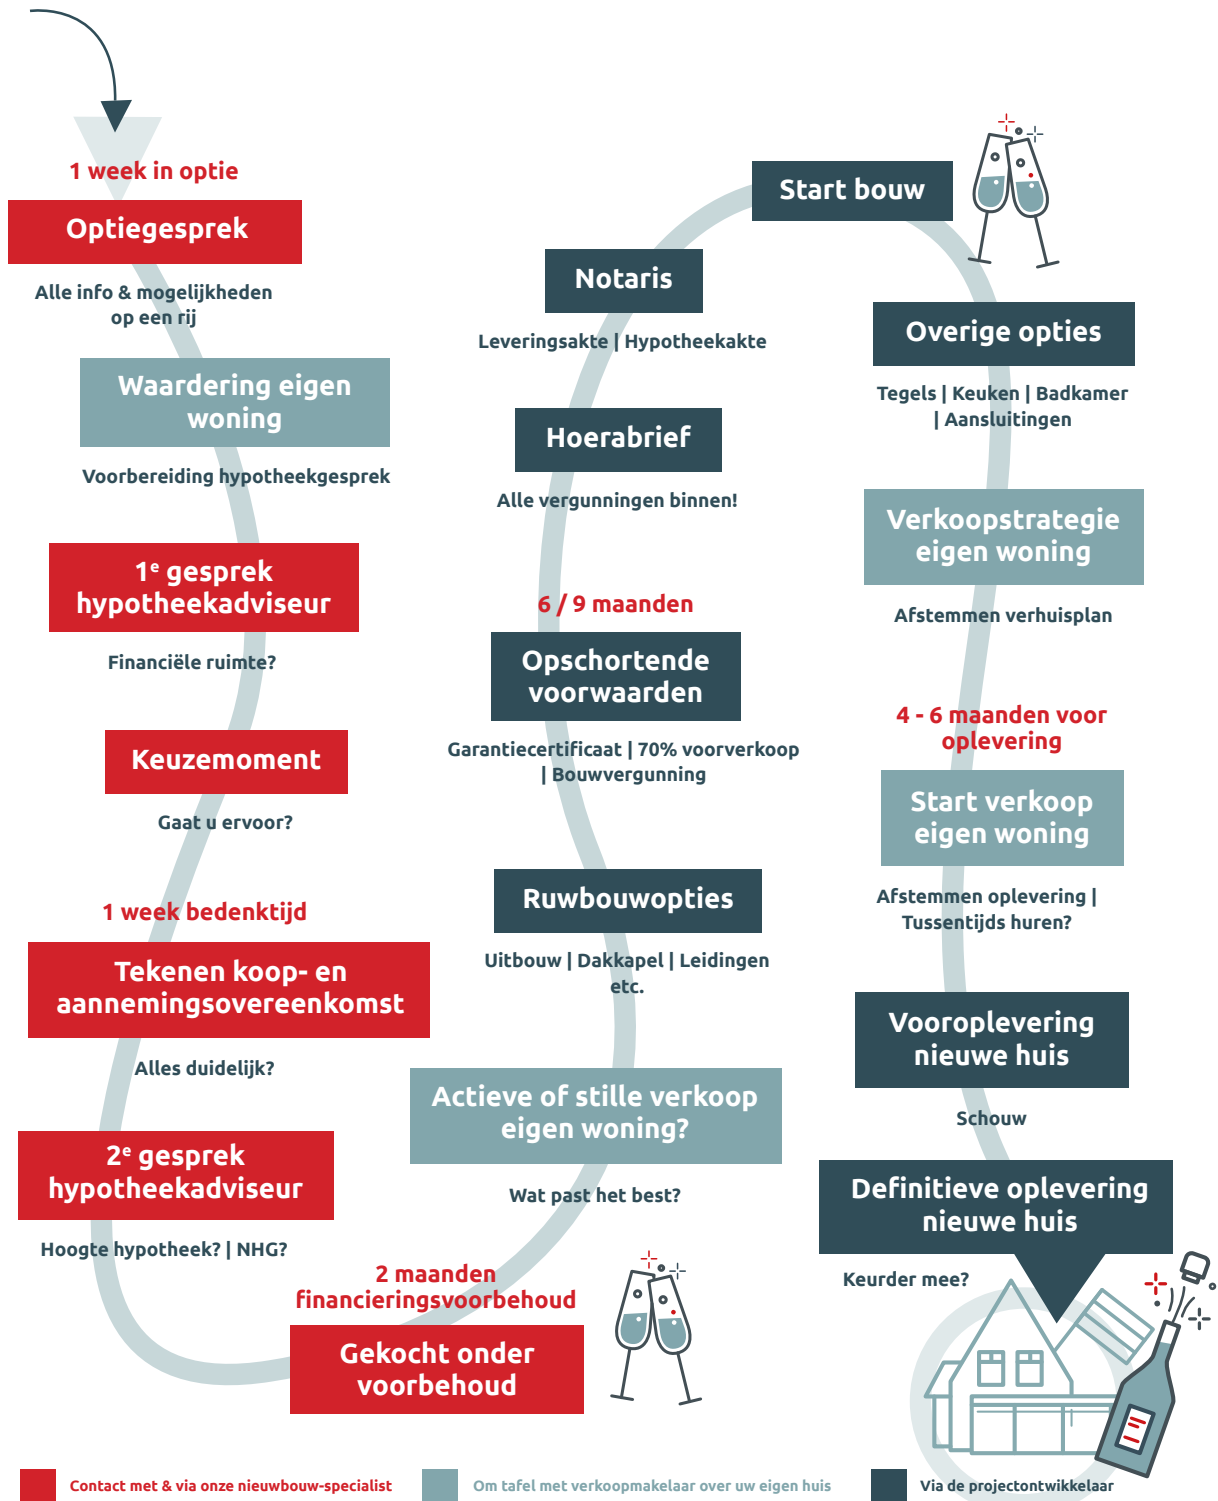 1 week in optie
Optiegesprek
Alle info & mogelijkheden
op een rij
Waardering eigen
woning
Voorbereiding hypotheekgesprek
1e gesprek
hypotheekadviseur
Financiële ruimte?
Keuzemoment
Gaat u ervoor?
1 week bedenktijd
Tekenen koop- en
aannemingsovereenkomst
Alles duidelijk?
2e gesprek
hypotheekadviseur
Hoogte hypotheek? | NHG?
2 maanden
financieringsvoorbehoud
Gekocht onder
voorbehoud
Actieve of stille verkoop
eigen woning?
Wat past het best?
Ruwbouwopties
Uitbouw | Dakkapel | Leidingen
etc.
6 / 9 maanden
Opschortende
voorwaarden
Garantiecertificaat | 70% voorverkoop
| Bouwvergunning
Hoerabrief
Alle vergunningen binnen!
Notaris
Leveringsakte | Hypotheekakte
Start bouw
Overige opties
Tegels | Keuken | Badkamer
| Aansluitingen
Verkoopstrategie
eigen woning
Afstemmen verhuisplan
4 - 6 maanden voor
oplevering
Start verkoop
eigen woning
Afstemmen oplevering |
Tussentijds huren?
Vooroplevering
nieuwe huis
Schouw
Definitieve oplevering
nieuwe huis
Keurder mee?
Contact met & via onze nieuwbouw-specialist
Om tafel met verkoopmakelaar over uw eigen huis
Via de projectontwikkelaar